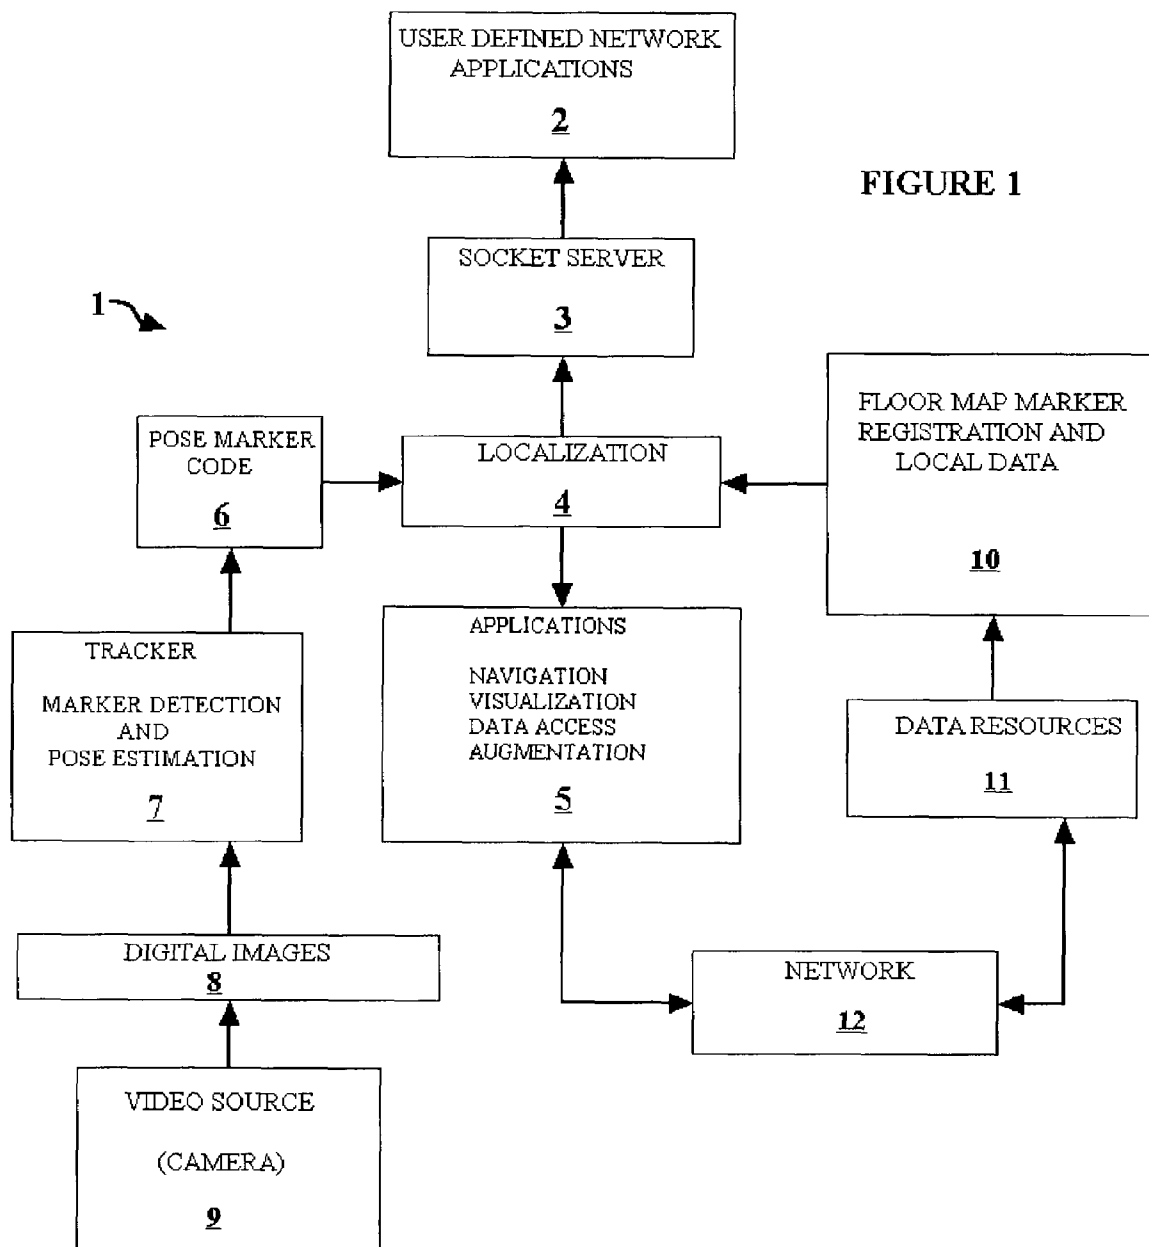 USER DEFINED NETWORK
APPLICATIONS
2
FIGURE 1
SOCKET SERVER
3
1
POSE MARKER
CODE
6
LOCALIZATION
4
FLOOR MAP MARKER
REGISTRATION AND
LOCAL DATA
10
TRACKER
MARKER DETECTION
AND
POSE ESTIMATION
7
APPLICATIONS
NAVIGATION
VISUALIZATION
DATA ACCESS
AUGMENTATION
5
DATA RESOURCES
11
DIGITAL IMAGES
8
NETWORK
12
VIDEO SOURCE
(CAMERA)
9